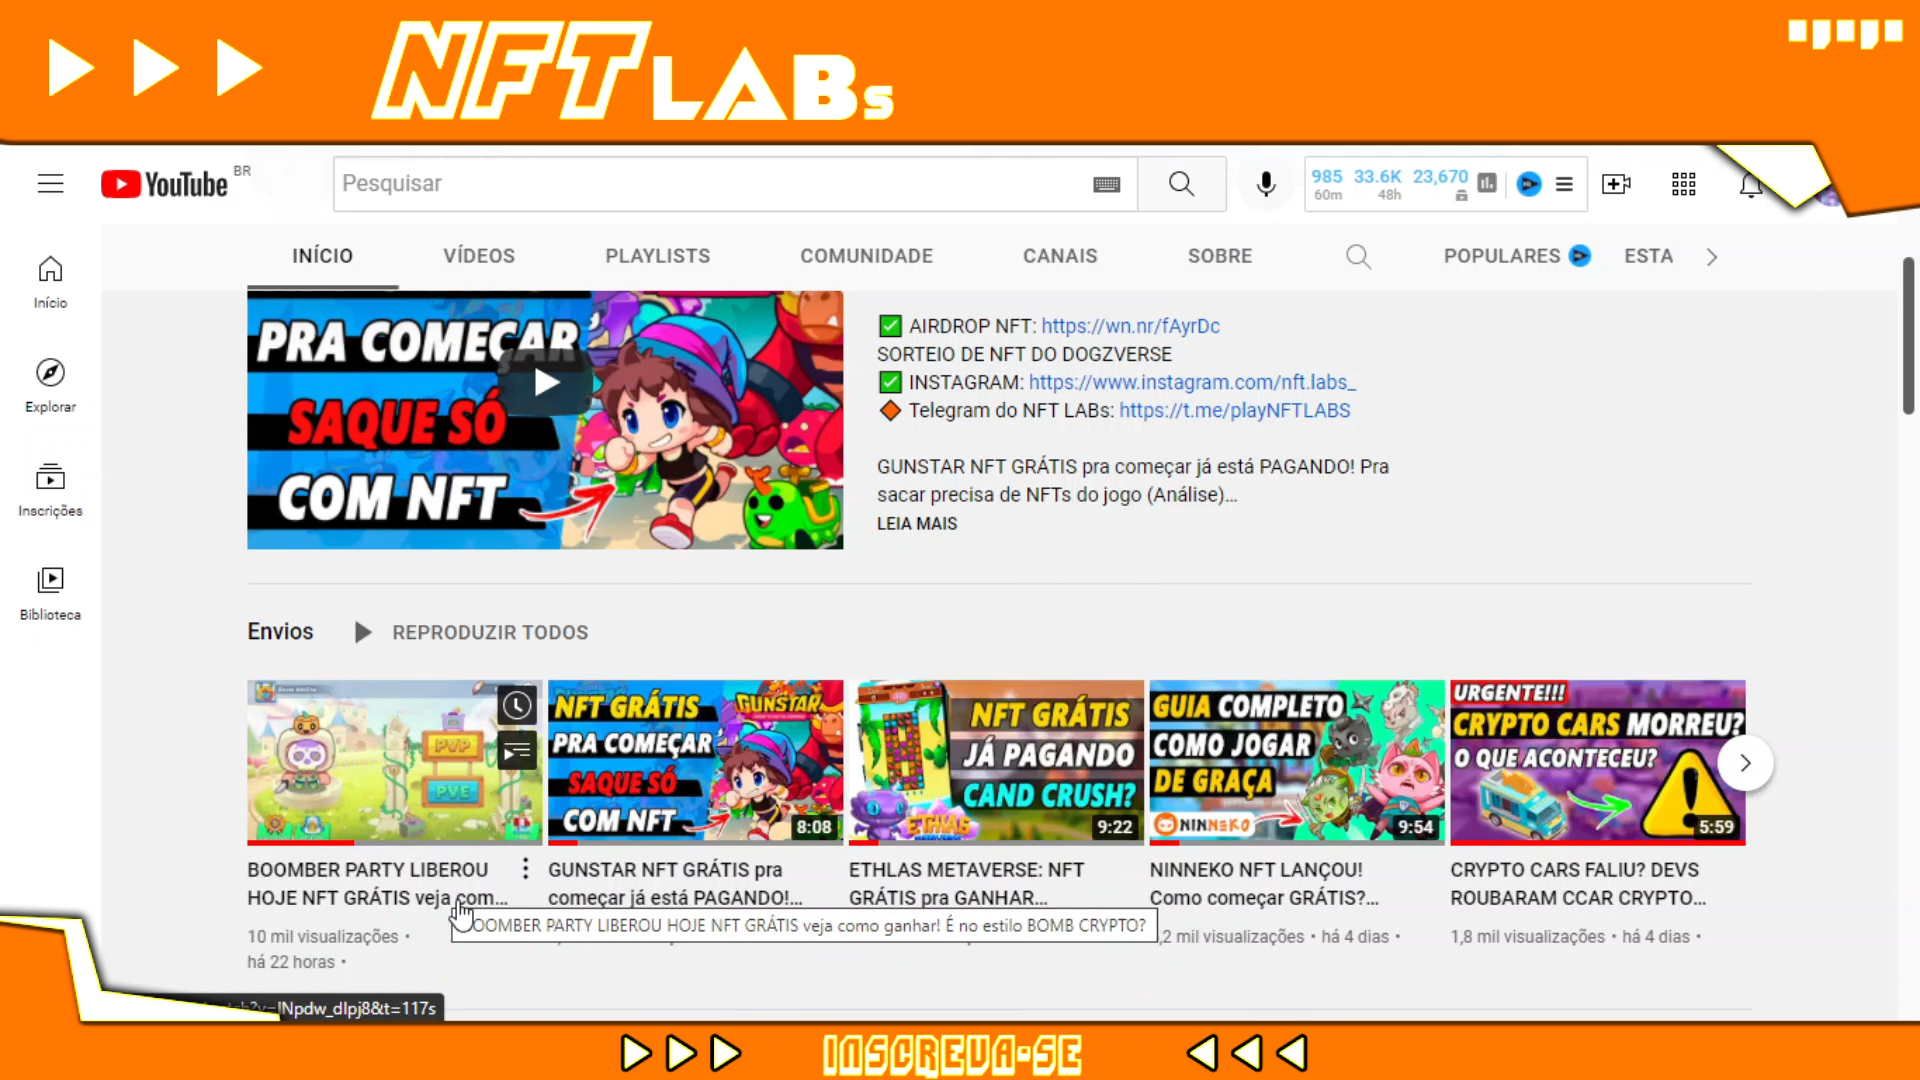 NFT LABs
YouTube BR
Pesquisar
985 33.6K 23,670
60m 48h
INÍCIO VÍDEOS PLAYLISTS COMUNIDADE CANAIS SOBRE POPULARES ESTA
Início
Explorar
Inscrições
Biblioteca
PRA COMEÇAR
SAQUE SÓ
COM NFT
AIRDROP NFT: https://wn.nr/fAyrDc
SORTEIO DE NFT DO DOGZVERSE
INSTAGRAM: https://www.instagram.com/nft.labs_
Telegram do NFT LABs: https://t.me/playNFTLABS
GUNSTAR NFT GRÁTIS pra começar já está PAGANDO! Pra
sacar precisa de NFTs do jogo (Análise)...
LEIA MAIS
Envios REPRODUZIR TODOS
PVP
PVE
BOOMBER PARTY LIBEROU
HOJE NFT GRÁTIS veja com...
10 mil visualizações •
há 22 horas •
NFT GRÁTIS GUNSTAR
PRA COMEÇAR
SAQUE SÓ
COM NFT
8:08
GUNSTAR NFT GRÁTIS pra
começar já está PAGANDO!...
NFT GRÁTIS
JÁ PAGANDO
CAND CRUSH?
ETHLAS
9:22
ETHLAS METAVERSE: NFT
GRÁTIS pra GANHAR...
GUIA COMPLETO
COMO JOGAR
DE GRAÇA
NINNEKO
9:54
NINNEKO NFT LANÇOU!
Como começar GRÁTIS?...
,2 mil visualizações • há 4 dias •
URGENTE!!!
CRYPTO CARS MORREU?
O QUE ACONTECEU?
5:59
CRYPTO CARS FALIU? DEVS
ROUBARAM CCAR CRYPTO...
1,8 mil visualizações • há 4 dias •
OOMBER PARTY LIBEROU HOJE NFT GRÁTIS veja como ganhar! É no estilo BOMB CRYPTO?
INpdw_dIpj8&t=117s
INSCREVA-SE